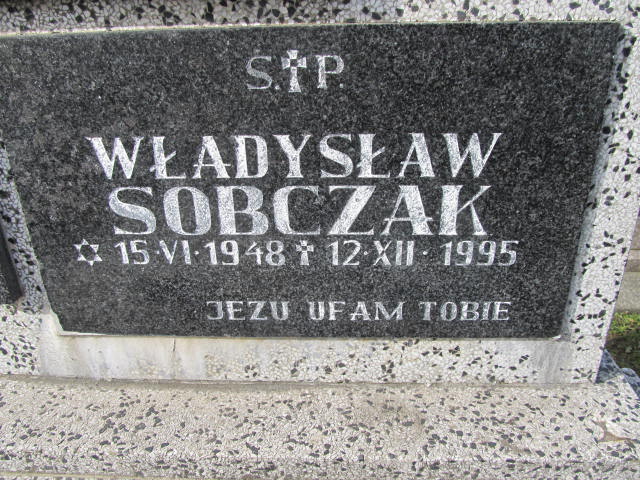 S.✝P.
WŁADYSŁAW
SOBCZAK
✡ 15·VI·1948 ✝ 12·XII·1995
JEZU UFAM TOBIE